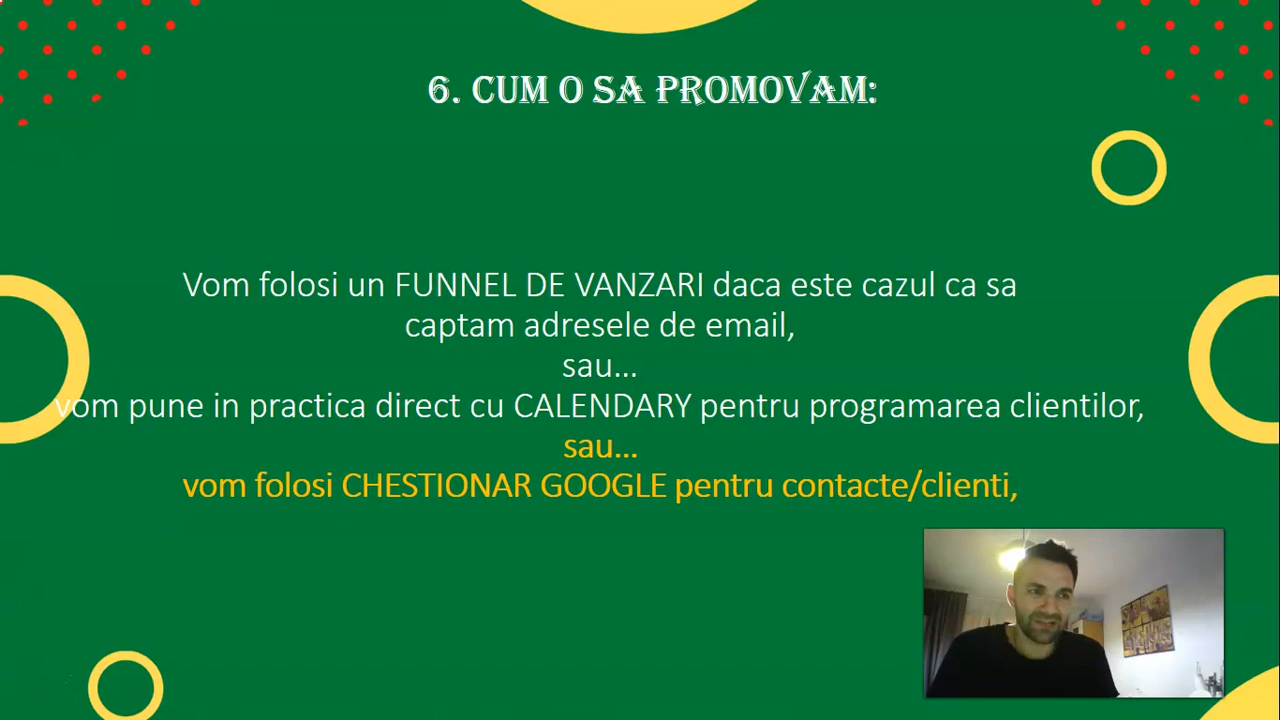 6. CUM O SA PROMOVAM:
Vom folosi un FUNNEL DE VANZARI daca este cazul ca sa
captam adresele de email,
sau...
vom pune in practica direct cu CALENDARY pentru programarea clientilor,
sau...
vom folosi CHESTIONAR GOOGLE pentru contacte/clienti,